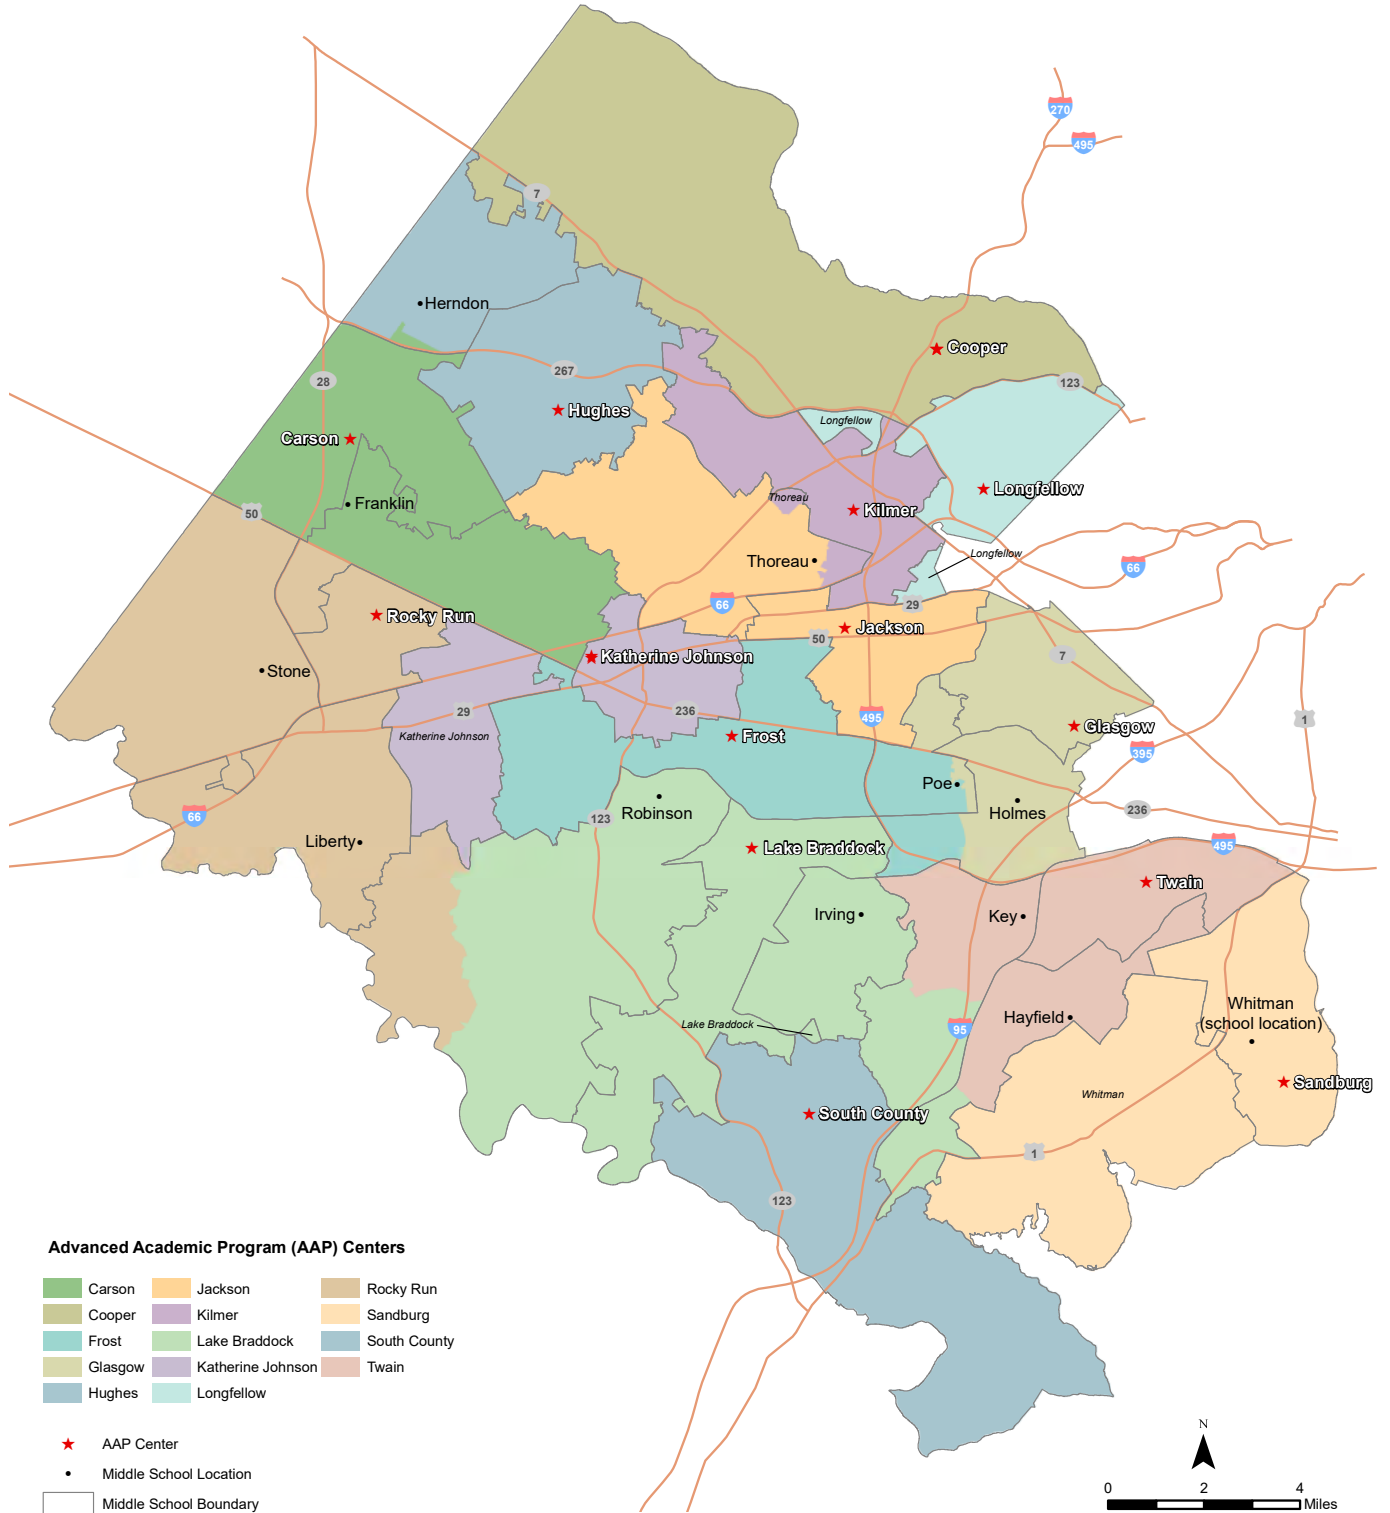 270
495
7
Herndon
Cooper
267
28
123
Hughes
Longfellow
Carson
Longfellow
Thoreau
Franklin
Kilmer
50
Longfellow
Thoreau
66
66
29
Rocky Run
Jackson
50
Katherine Johnson
7
Stone
29
236
495
1
Glasgow
Katherine Johnson
Frost
395
Poe
Holmes
236
66
123
Robinson
Liberty
Lake Braddock
495
Twain
Irving
Key
Whitman
(school location)
Hayfield
Lake Braddock
95
Sandburg
Whitman
South County
1
123
Advanced Academic Program (AAP) Centers
Carson
Jackson
Rocky Run
Cooper
Kilmer
Sandburg
Frost
Lake Braddock
South County
Glasgow
Katherine Johnson
Twain
Hughes
Longfellow
AAP Center
Middle School Location
Middle School Boundary
N
0 2 4
Miles